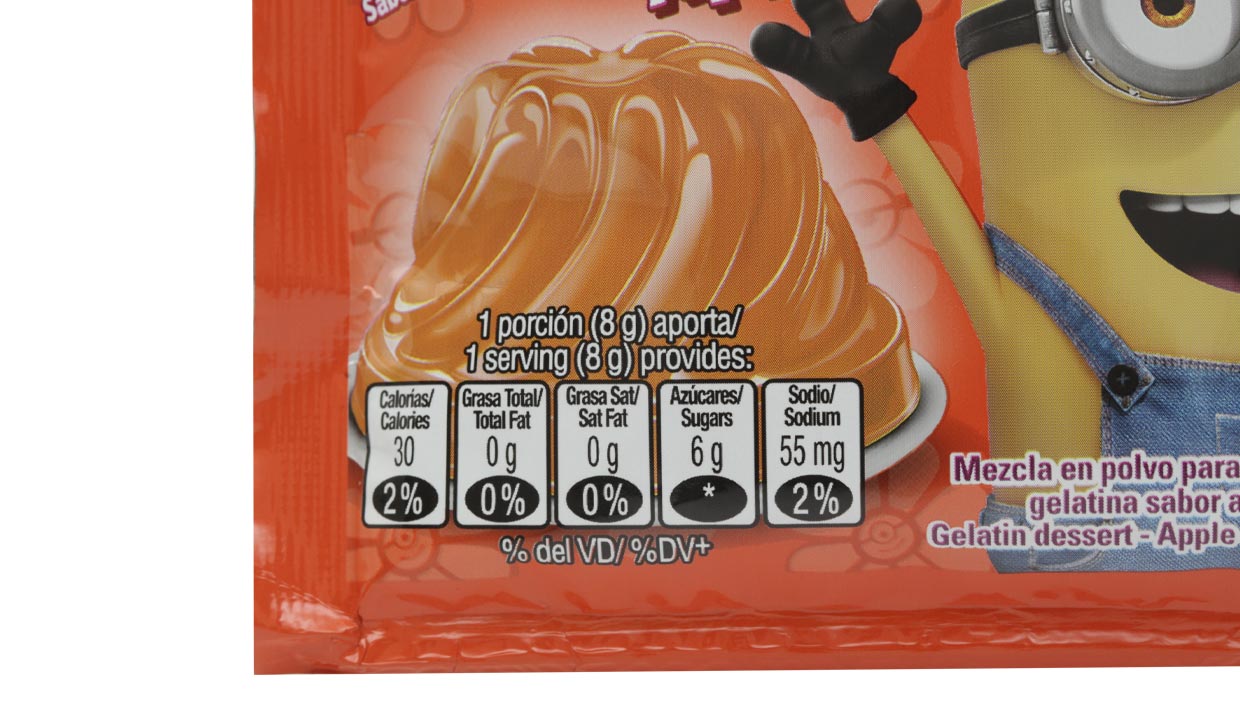 1 porción (8 g) aporta/
1 serving (8 g) provides:
Calorías/
Calories
30
2%
Grasa Total/
Total Fat
0 g
0%
Grasa Sat/
Sat Fat
0 g
0%
Azúcares/
Sugars
6 g
*
Sodio/
Sodium
55 mg
2%
% del VD/ %DV+
Mezcla en polvo para
gelatina sabor a
Gelatin dessert - Apple